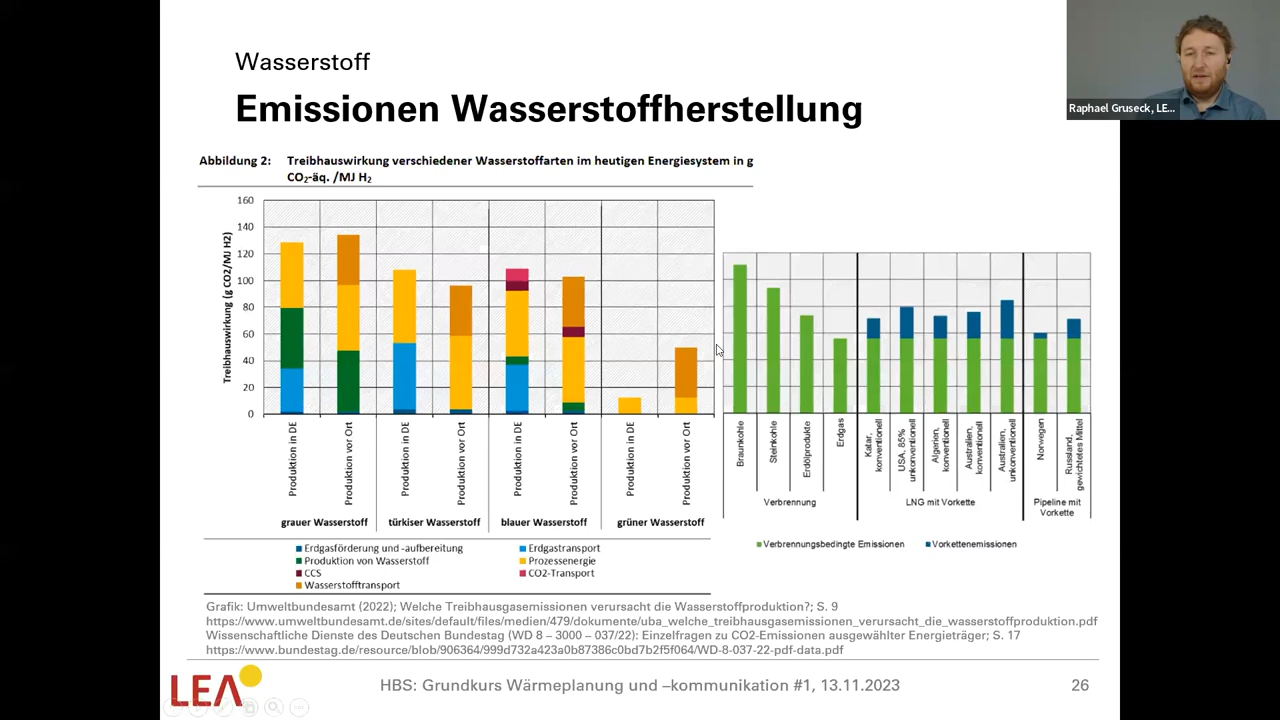 Wasserstoff
Emissionen Wasserstoffherstellung
Raphael Gruseck, LE...
Abbildung 2: Treibhauswirkung verschiedener Wasserstoffarten im heutigen Energiesystem in g
CO2-äq. /MJ H2
Treibhauswirkung (g CO2/MJ H2)
160
140
120
100
80
60
40
20
0
Produktion in DE
Produktion vor Ort
Produktion in DE
Produktion vor Ort
Produktion in DE
Produktion vor Ort
Produktion in DE
Produktion vor Ort
grauer Wasserstoff
türkiser Wasserstoff
blauer Wasserstoff
grüner Wasserstoff
Erdgasförderung und -aufbereitung
Erdgastransport
Produktion von Wasserstoff
Prozessenergie
CCS
CO2-Transport
Wasserstofftransport
Braunkohle
Steinkohle
Erdölprodukte
Erdgas
Katar,
konventionell
USA, 85%
unkonventionell
Algerien,
konventionell
Australien,
konventionell
Australien,
unkonventionell
Norwegen
Russland,
gewichtetes Mittel
Verbrennung
LNG mit Vorkette
Pipeline mit
Vorkette
Verbrennungsbedingte Emissionen
Vorkettenemissionen
Grafik: Umweltbundesamt (2022); Welche Treibhausgasemissionen verursacht die Wasserstoffproduktion?; S. 9
https://www.umweltbundesamt.de/sites/default/files/medien/479/dokumente/uba_welche_treibhausgasemissionen_verursacht_die_wasserstoffproduktion.pdf
Wissenschaftliche Dienste des Deutschen Bundestag (WD 8 – 3000 – 037/22): Einzelfragen zu CO2-Emissionen ausgewählter Energieträger; S. 17
https://www.bundestag.de/resource/blob/906364/999d732a423a0b87386c0bd7b2f5f064/WD-8-037-22-pdf-data.pdf
LEA
HBS: Grundkurs Wärmeplanung und –kommunikation #1, 13.11.2023
26